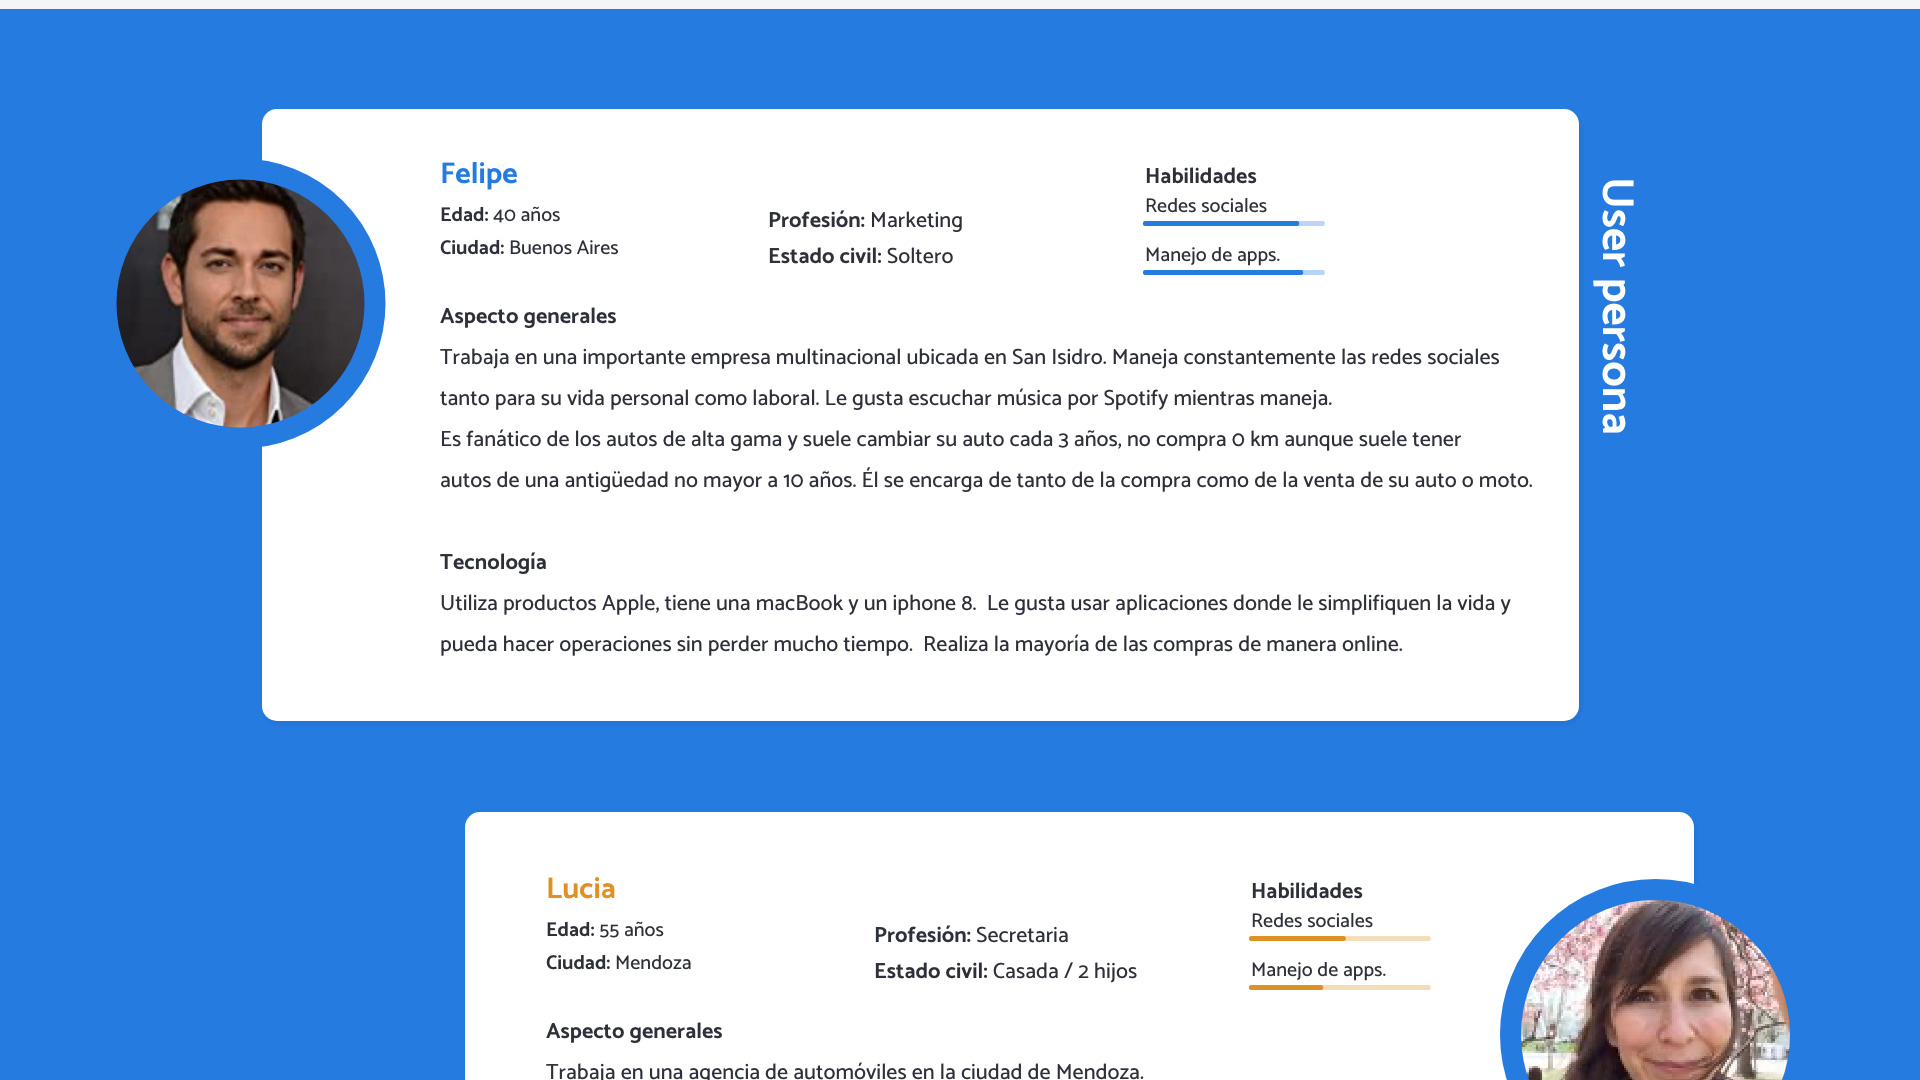 Felipe
Edad: 40 años
Ciudad: Buenos Aires
Profesión: Marketing
Estado civil: Soltero
Habilidades
Redes sociales
Manejo de apps.
Aspecto generales
Trabaja en una importante empresa multinacional ubicada en San Isidro. Maneja constantemente las redes sociales
tanto para su vida personal como laboral. Le gusta escuchar música por Spotify mientras maneja.
Es fanático de los autos de alta gama y suele cambiar su auto cada 3 años, no compra 0 km aunque suele tener
autos de una antigüedad no mayor a 10 años. Él se encarga de tanto de la compra como de la venta de su auto o moto.
Tecnología
Utiliza productos Apple, tiene una macBook y un iphone 8.  Le gusta usar aplicaciones donde le simplifiquen la vida y
pueda hacer operaciones sin perder mucho tiempo.  Realiza la mayoría de las compras de manera online.
User persona
Lucia
Edad: 55 años
Ciudad: Mendoza
Profesión: Secretaria
Estado civil: Casada / 2 hijos
Habilidades
Redes sociales
Manejo de apps.
Aspecto generales
Trabaja en una agencia de automóviles en la ciudad de Mendoza.